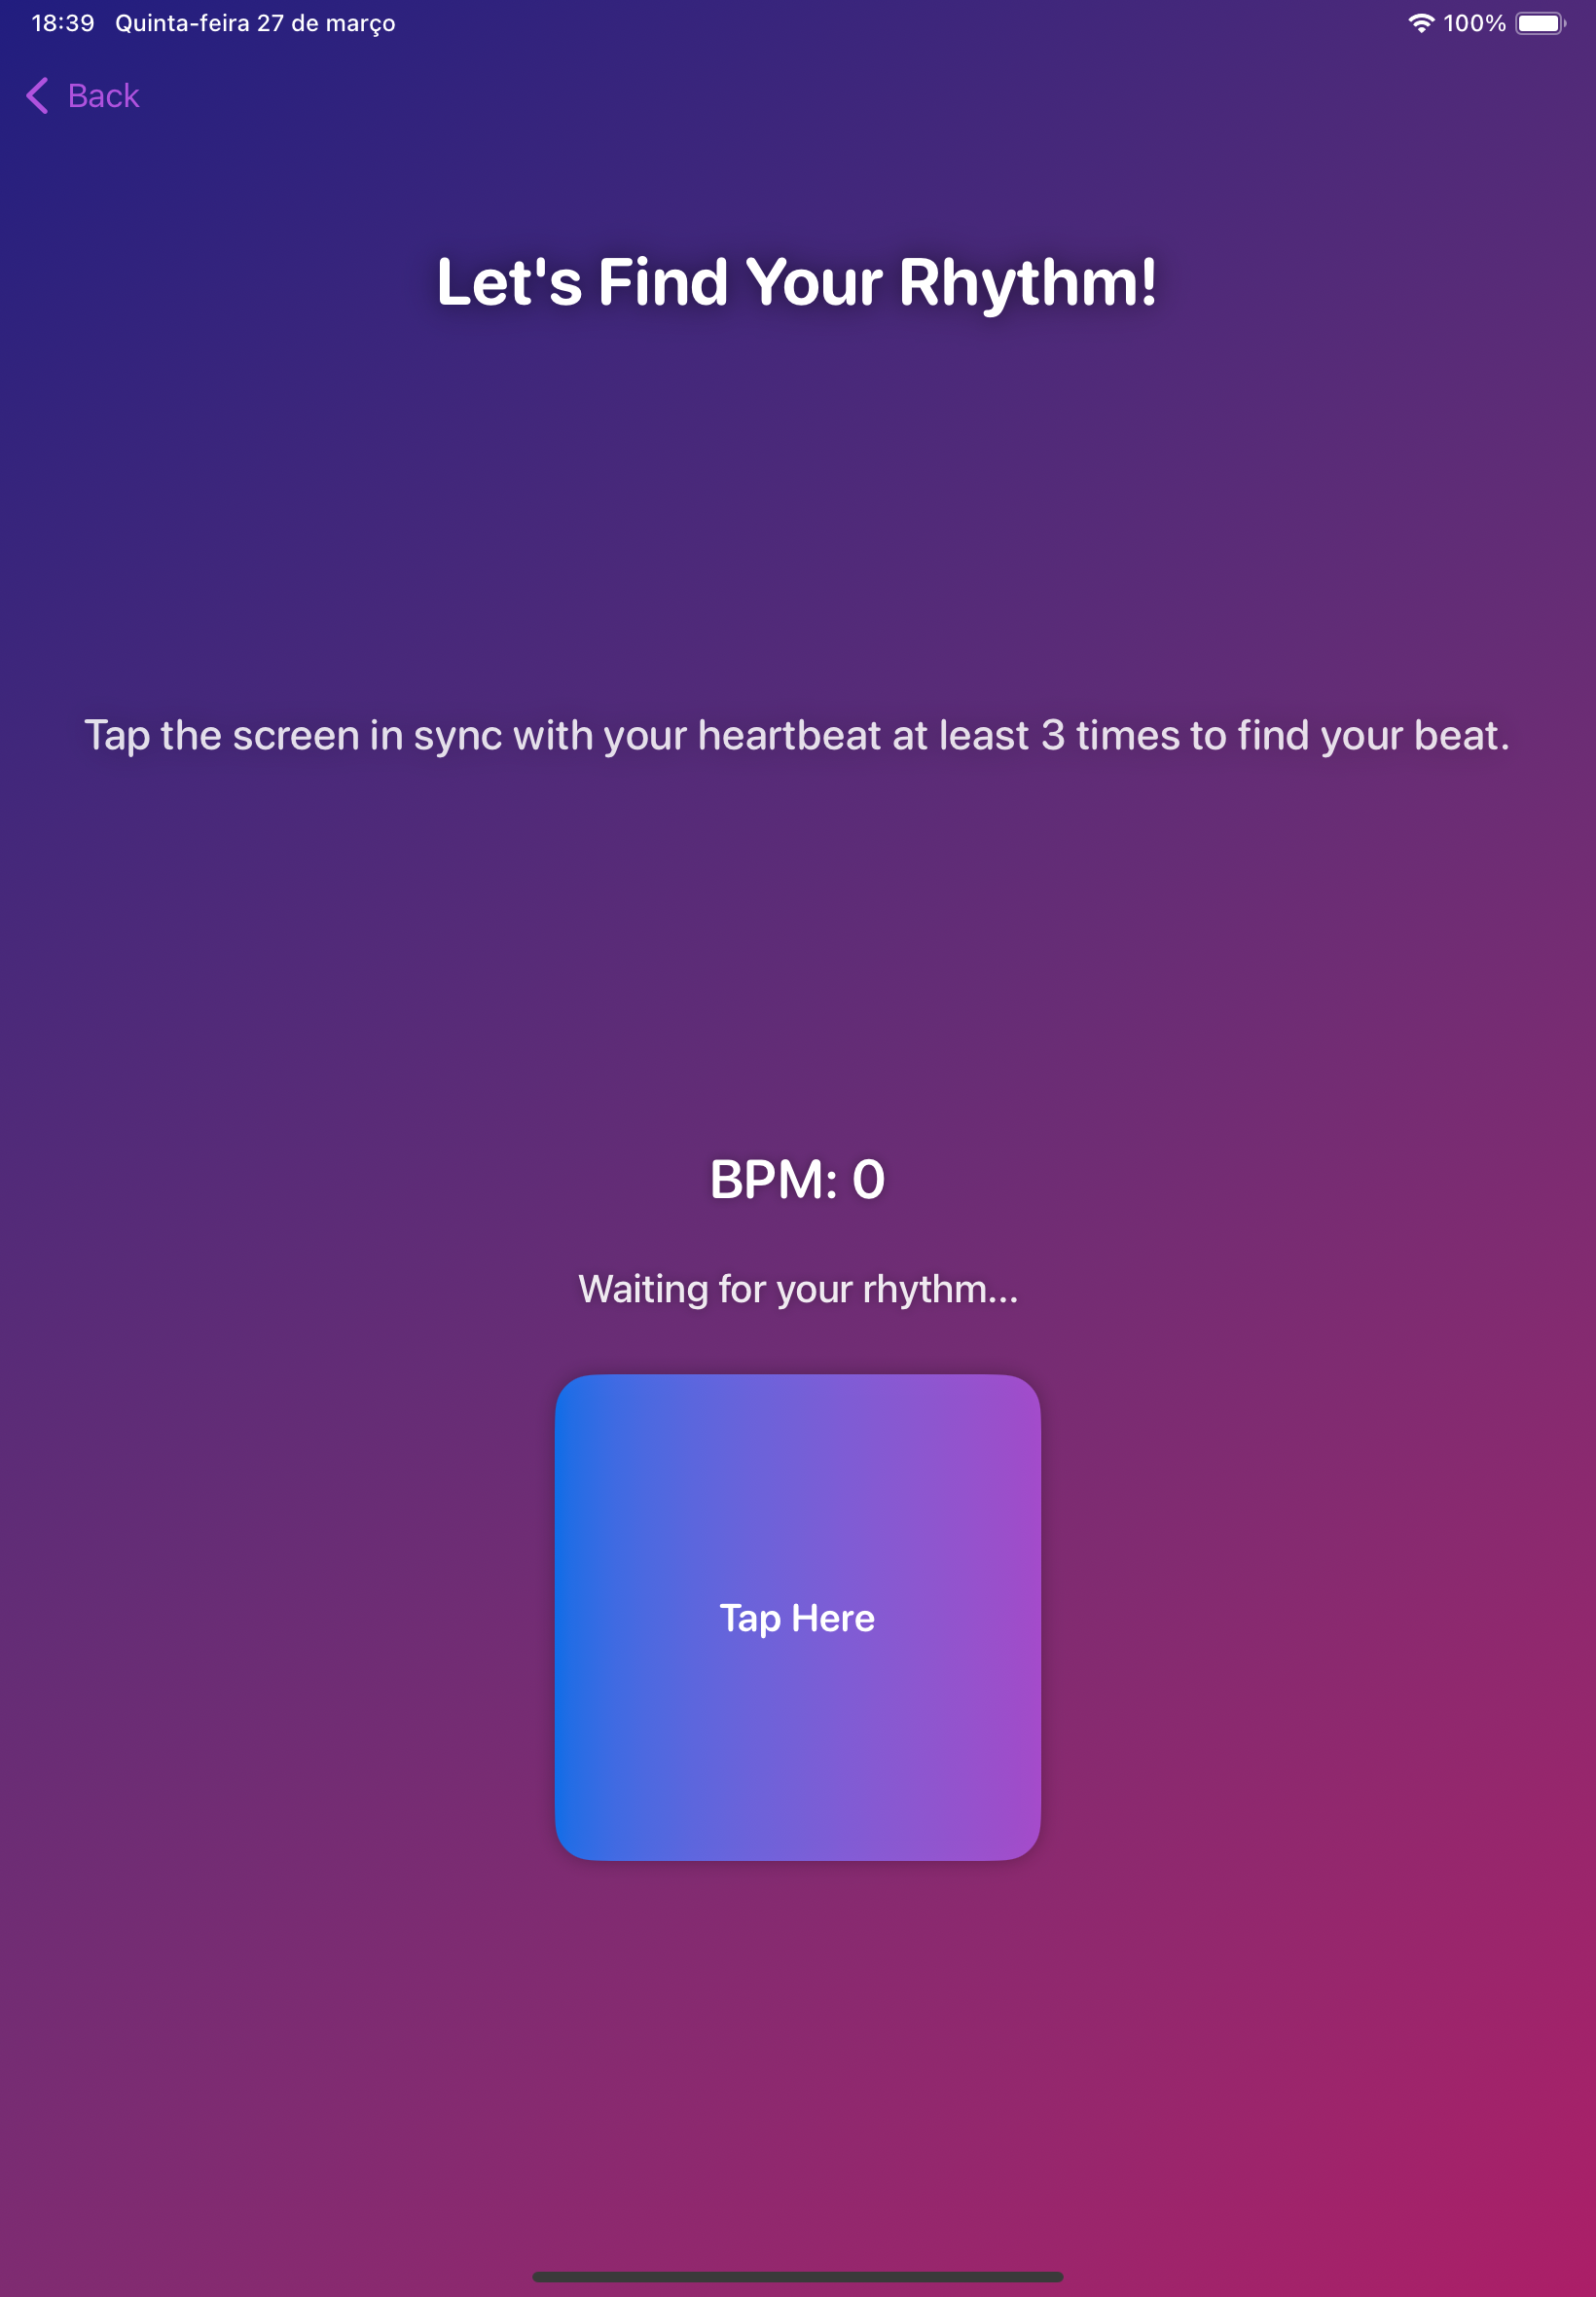 18:39 Quinta-feira 27 de março 100%
Back
Let's Find Your Rhythm!
Tap the screen in sync with your heartbeat at least 3 times to find your beat.
BPM: 0
Waiting for your rhythm...
Tap Here